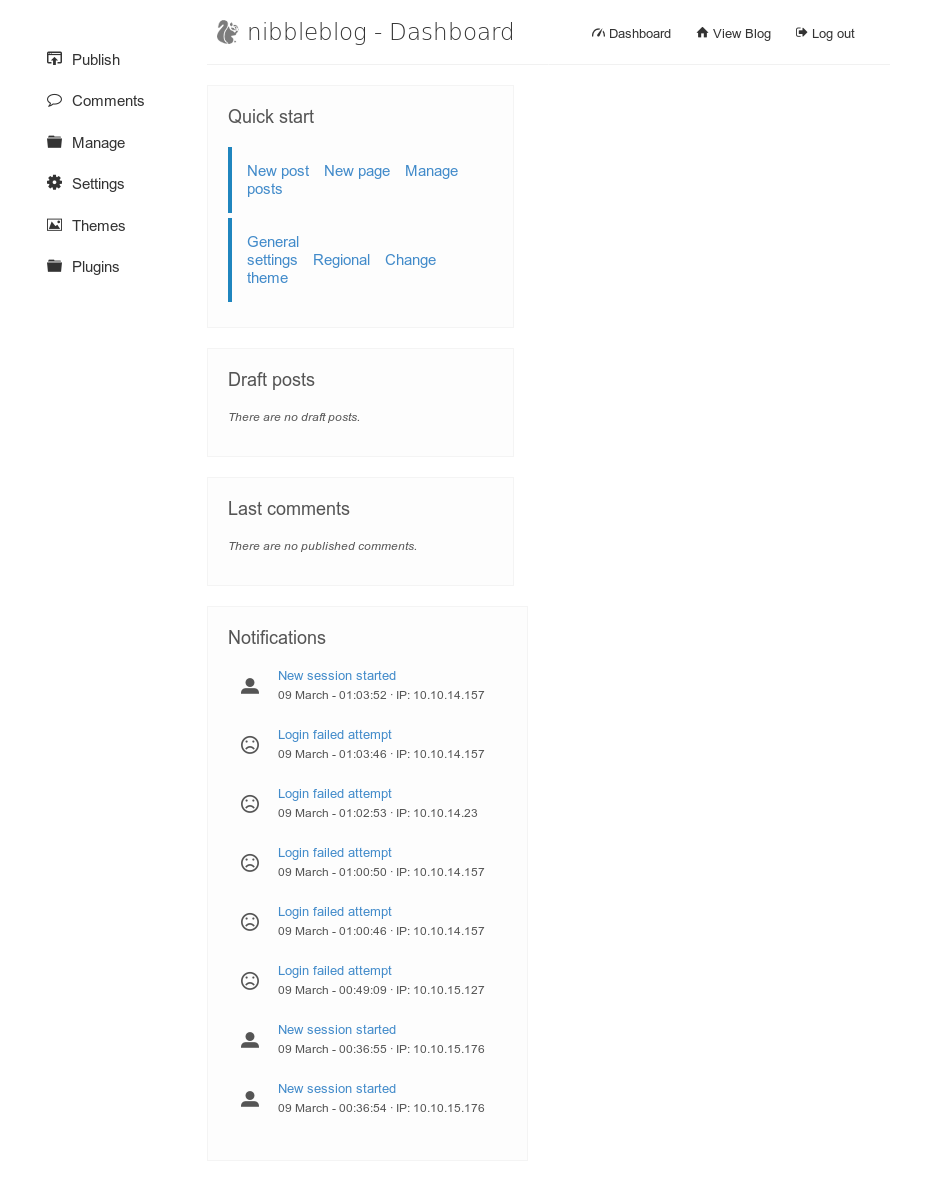 nibbleblog - Dashboard
Dashboard
View Blog
Log out
Publish
Comments
Manage
Settings
Themes
Plugins
Quick start
New post New page Manage
posts
General
settings Regional Change
theme
Draft posts
There are no draft posts.
Last comments
There are no published comments.
Notifications
New session started
09 March - 01:03:52 · IP: 10.10.14.157
Login failed attempt
09 March - 01:03:46 · IP: 10.10.14.157
Login failed attempt
09 March - 01:02:53 · IP: 10.10.14.23
Login failed attempt
09 March - 01:00:50 · IP: 10.10.14.157
Login failed attempt
09 March - 01:00:46 · IP: 10.10.14.157
Login failed attempt
09 March - 00:49:09 · IP: 10.10.15.127
New session started
09 March - 00:36:55 · IP: 10.10.15.176
New session started
09 March - 00:36:54 · IP: 10.10.15.176